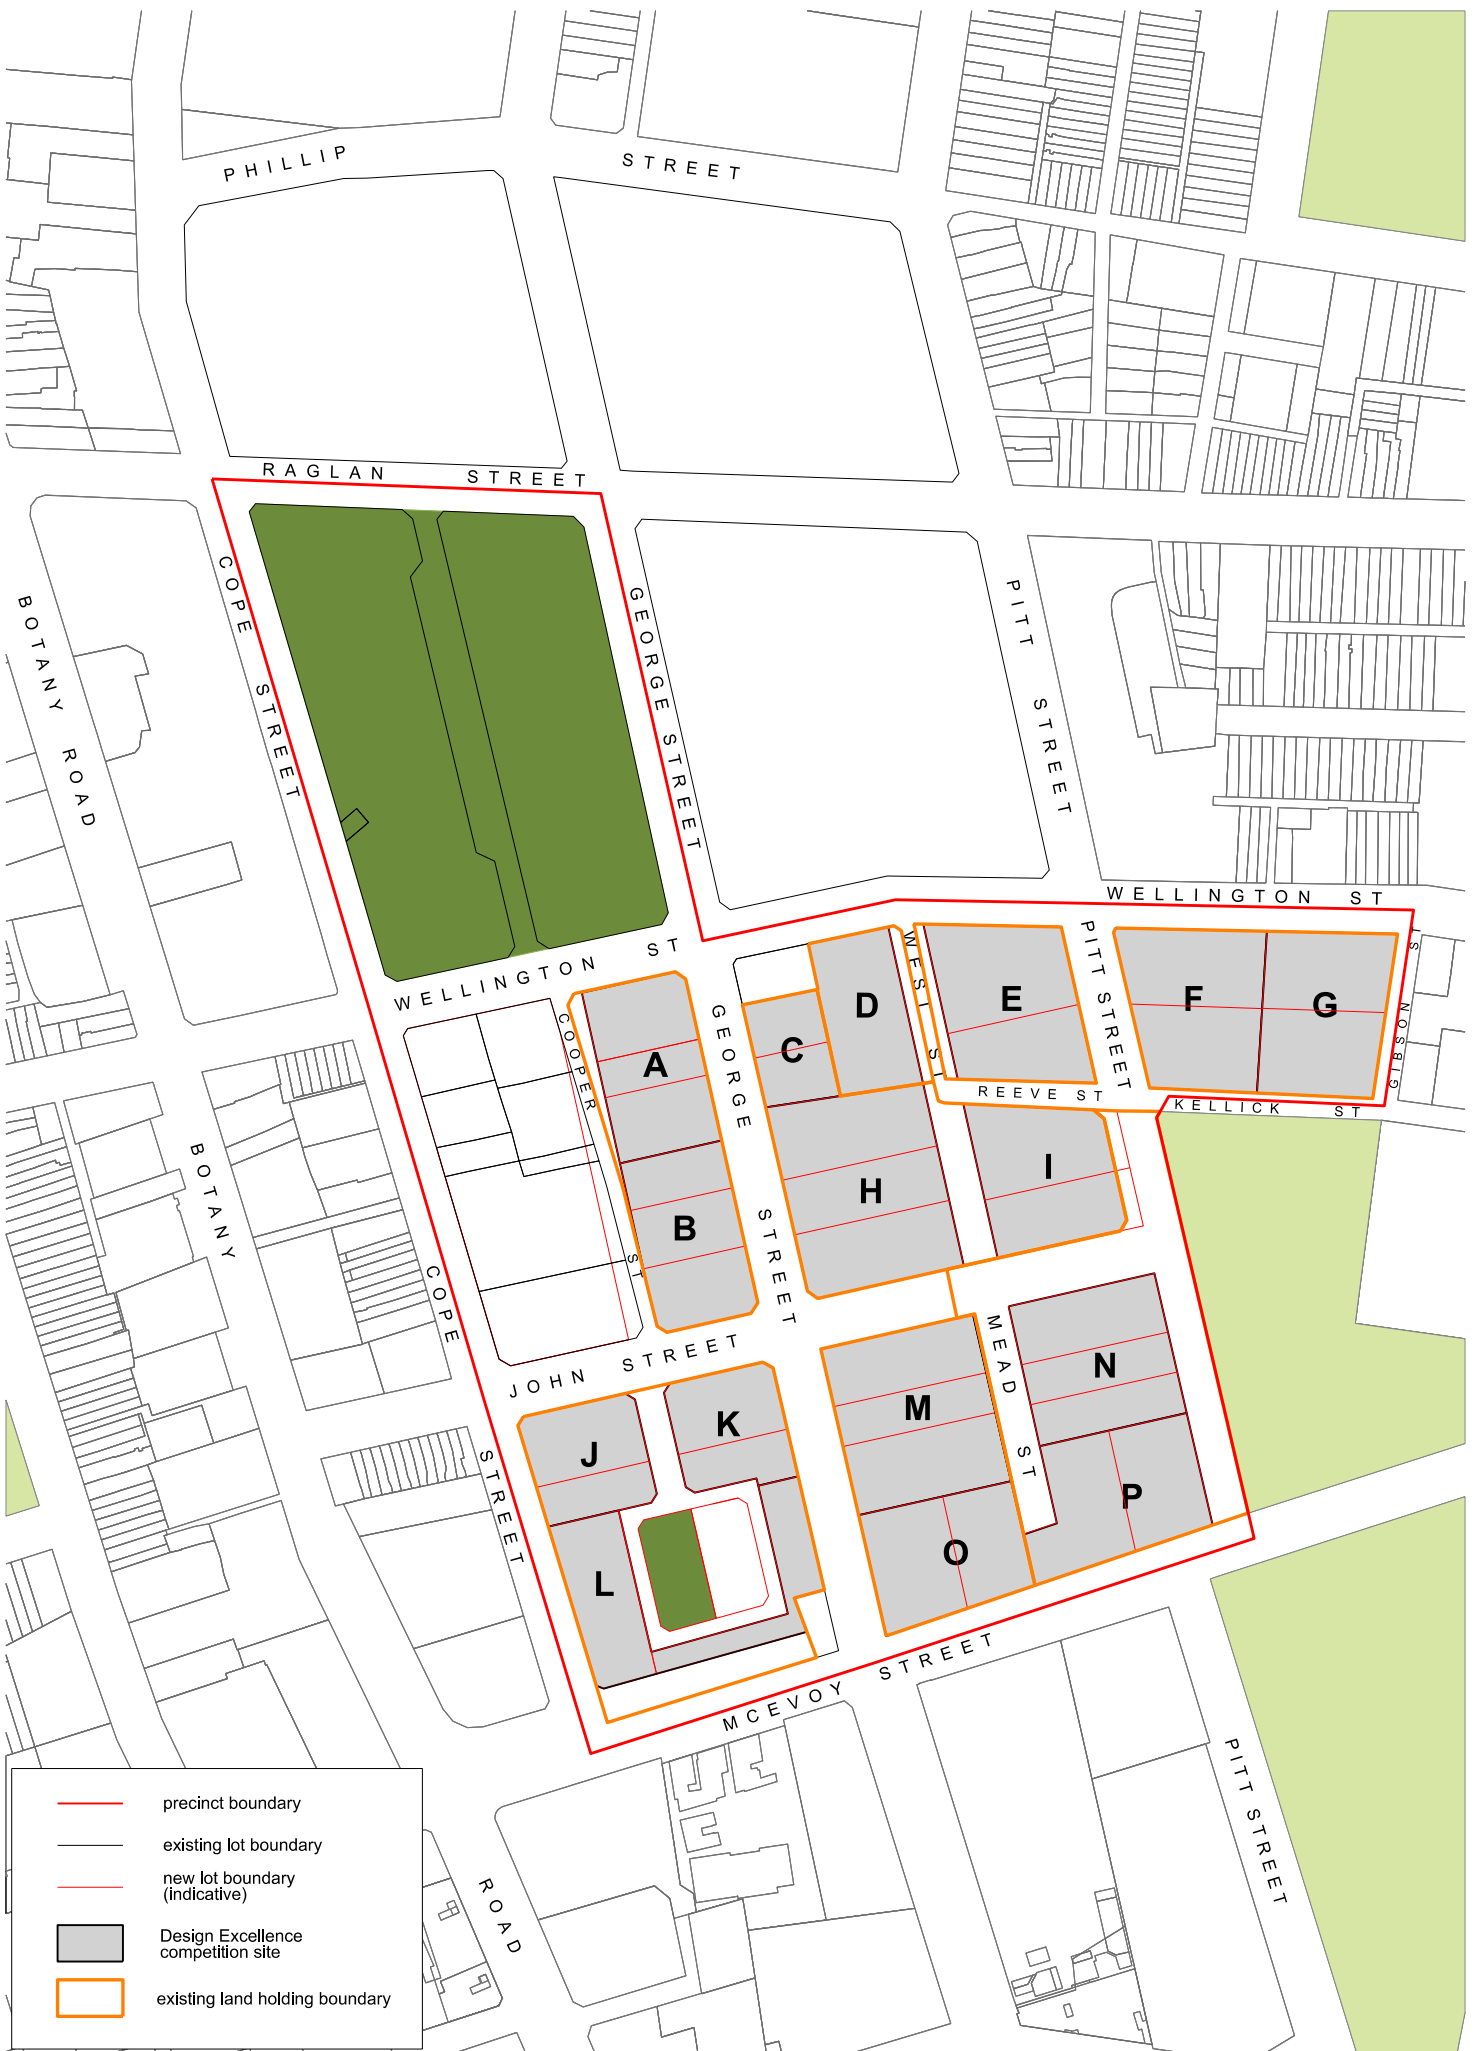 PHILLIP STREET
RAGLAN STREET
COPE STREET
GEORGE STREET
BOTANY ROAD
PITT STREET
WELLINGTON ST
WELLINGTON ST
COOPER ST
GEORGE STREET
WEST ST
PITT STREET
GIBSON ST
REEVE ST
KELLICK ST
A
B
C
D
E
F
G
H
I
BOTANY ROAD
COPE STREET
JOHN STREET
MEAD ST
J
K
L
M
N
O
P
MCEVOY STREET
PITT STREET
precinct boundary
existing lot boundary
new lot boundary
(indicative)
Design Excellence
competition site
existing land holding boundary